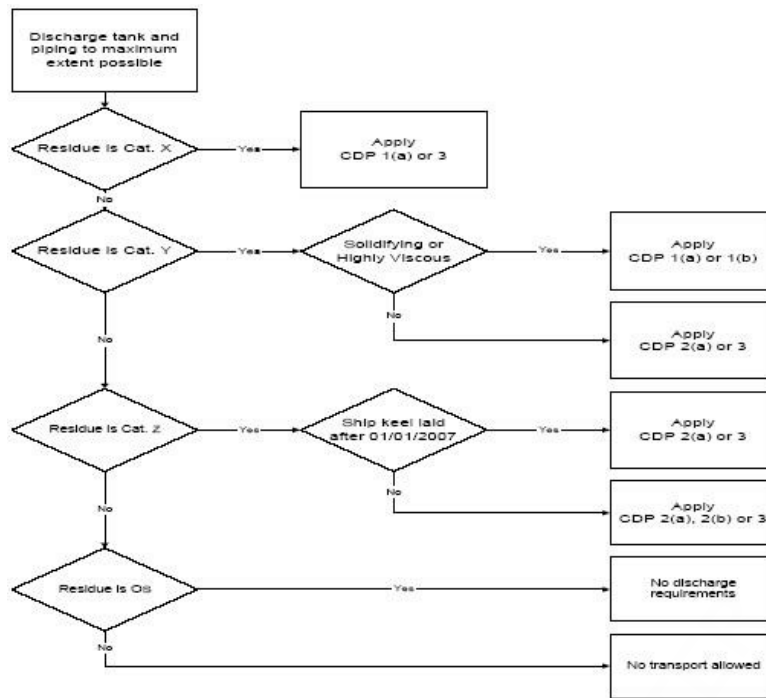 Discharge tank and
piping to maximum
extent possible
Residue is Cat. X
Yes
Apply
CDP 1(a) or 3
No
Residue is Cat. Y
Yes
Solidifying or
Highly Viscous
Yes
Apply
CDP 1(a) or 1(b)
No
Apply
CDP 2(a) or 3
No
Residue is Cat. Z
Yes
Ship keel laid
after 01/01/2007
Yes
Apply
CDP 2(a) or 3
No
Apply
CDP 2(a), 2(b) or 3
No
Residue is OS
Yes
No discharge
requirements
No
No transport allowed